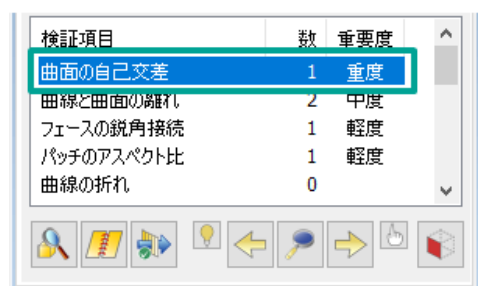 検証項目 数 重要度
曲面の自己交差 1 重度
曲線と曲面の離れ 2 中度
フェースの鋭角接続 1 軽度
パッチのアスペクト比 1 軽度
曲線の折れ 0